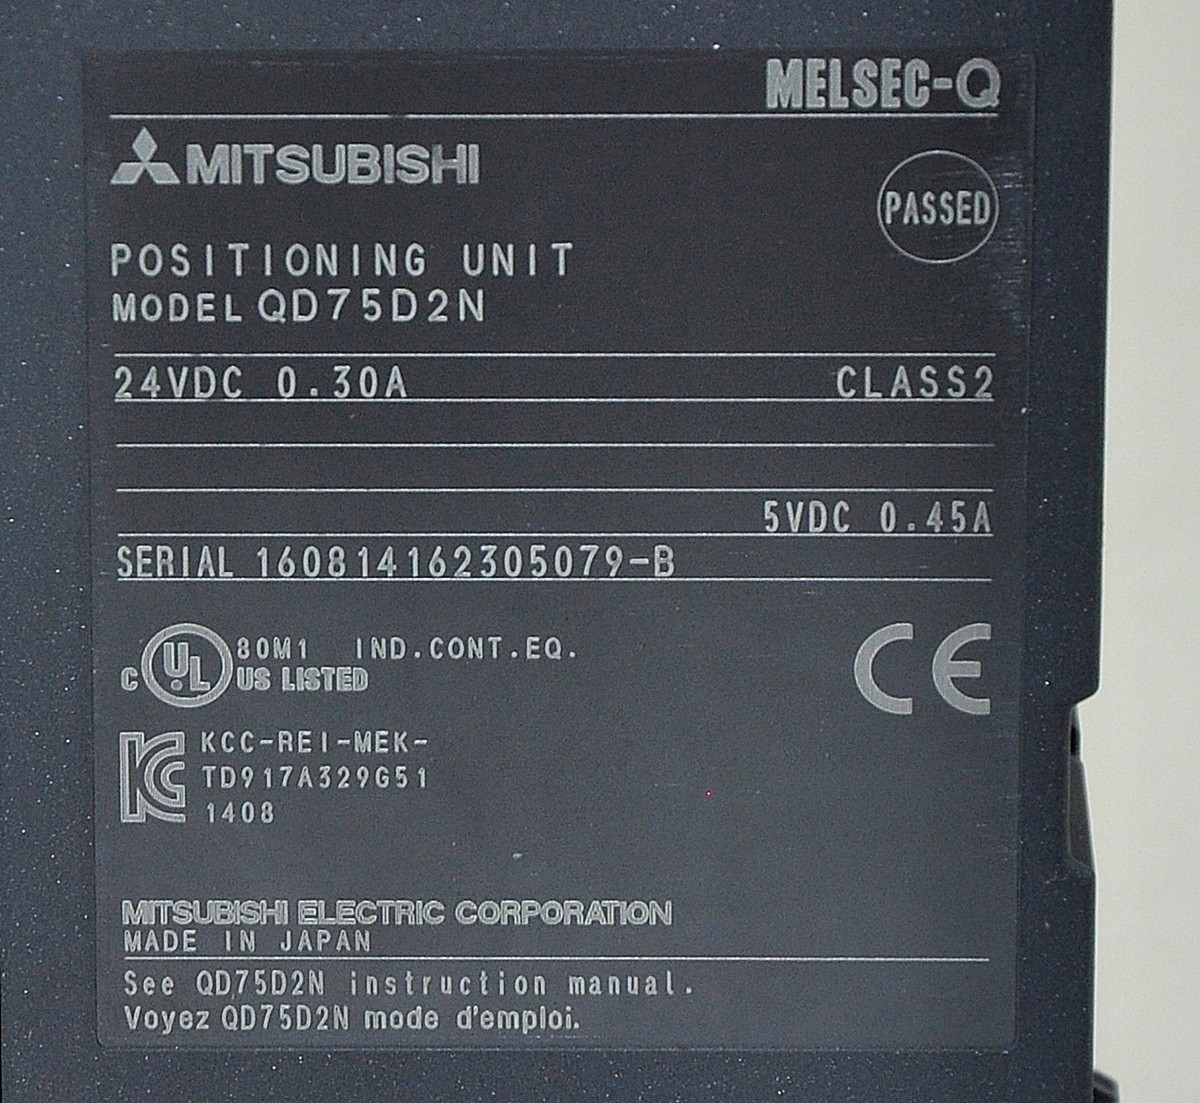 MELSEC-Q
MITSUBISHI
PASSED
POSITIONING UNIT
MODEL QD75D2N
24VDC 0.30A CLASS2
5VDC 0.45A
SERIAL 160814162305079-B
80M1 IND.CONT.EQ.
C UL US LISTED
CE
KCC-REI-MEK-
TD917A329G51
1408
MITSUBISHI ELECTRIC CORPORATION
MADE IN JAPAN
See QD75D2N instruction manual.
Voyez QD75D2N mode d'emploi.